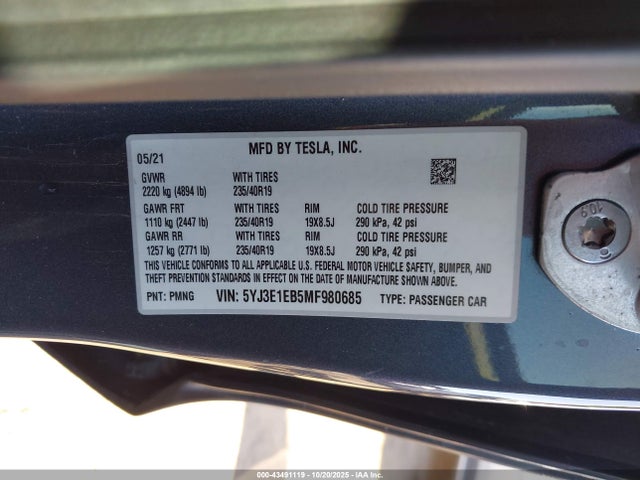 MFD BY TESLA, INC.
05/21
GVWR WITH TIRES
2220 kg (4894 lb) 235/40R19
GAWR FRT WITH TIRES RIM COLD TIRE PRESSURE
1110 kg (2447 lb) 235/40R19 19X8.5J 290 kPa, 42 psi
GAWR RR WITH TIRES RIM COLD TIRE PRESSURE
1257 kg (2771 lb) 235/40R19 19X8.5J 290 kPa, 42 psi
THIS VEHICLE CONFORMS TO ALL APPLICABLE U.S. FEDERAL MOTOR VEHICLE SAFETY, BUMPER, AND
THEFT PREVENTION STANDARDS IN EFFECT ON THE DATE OF MANUFACTURE SHOWN ABOVE.
PNT: PMNG VIN: 5YJ3E1EB5MF980685 TYPE: PASSENGER CAR
10.9
000-43491119 - 10/20/2025 - IAAI.COM